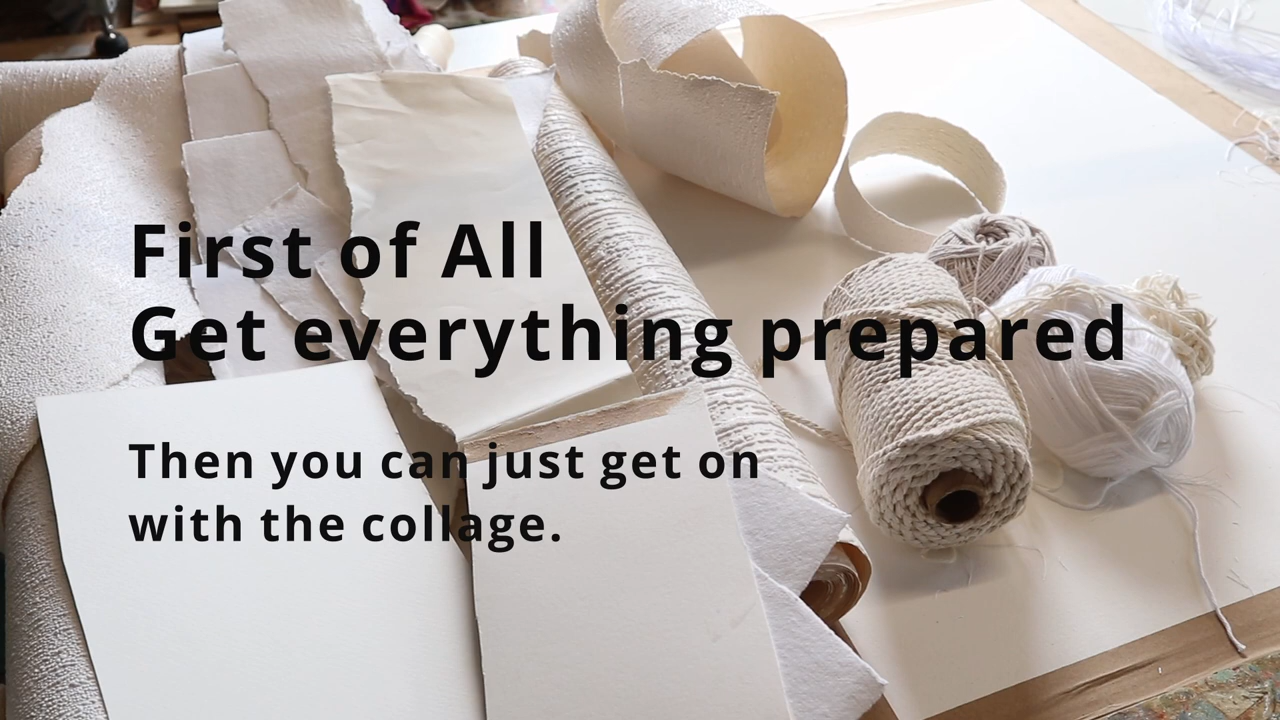 First of All
Get everything prepared
Then you can just get on
with the collage.